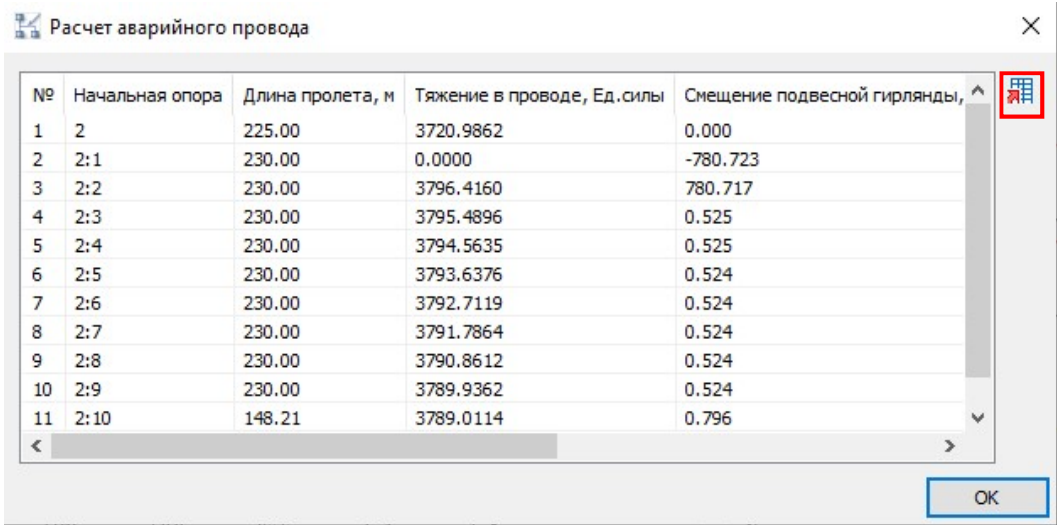 Расчет аварийного провода
№ Начальная опора Длина пролета, м Тяжение в проводе, Ед.силы Смещение подвесной гирлянды,
1 2 225.00 3720.9862 0.000
2 2:1 230.00 0.0000 -780.723
3 2:2 230.00 3796.4160 780.717
4 2:3 230.00 3795.4896 0.525
5 2:4 230.00 3794.5635 0.525
6 2:5 230.00 3793.6376 0.524
7 2:6 230.00 3792.7119 0.524
8 2:7 230.00 3791.7864 0.524
9 2:8 230.00 3790.8612 0.524
10 2:9 230.00 3789.9362 0.524
11 2:10 148.21 3789.0114 0.796
OK